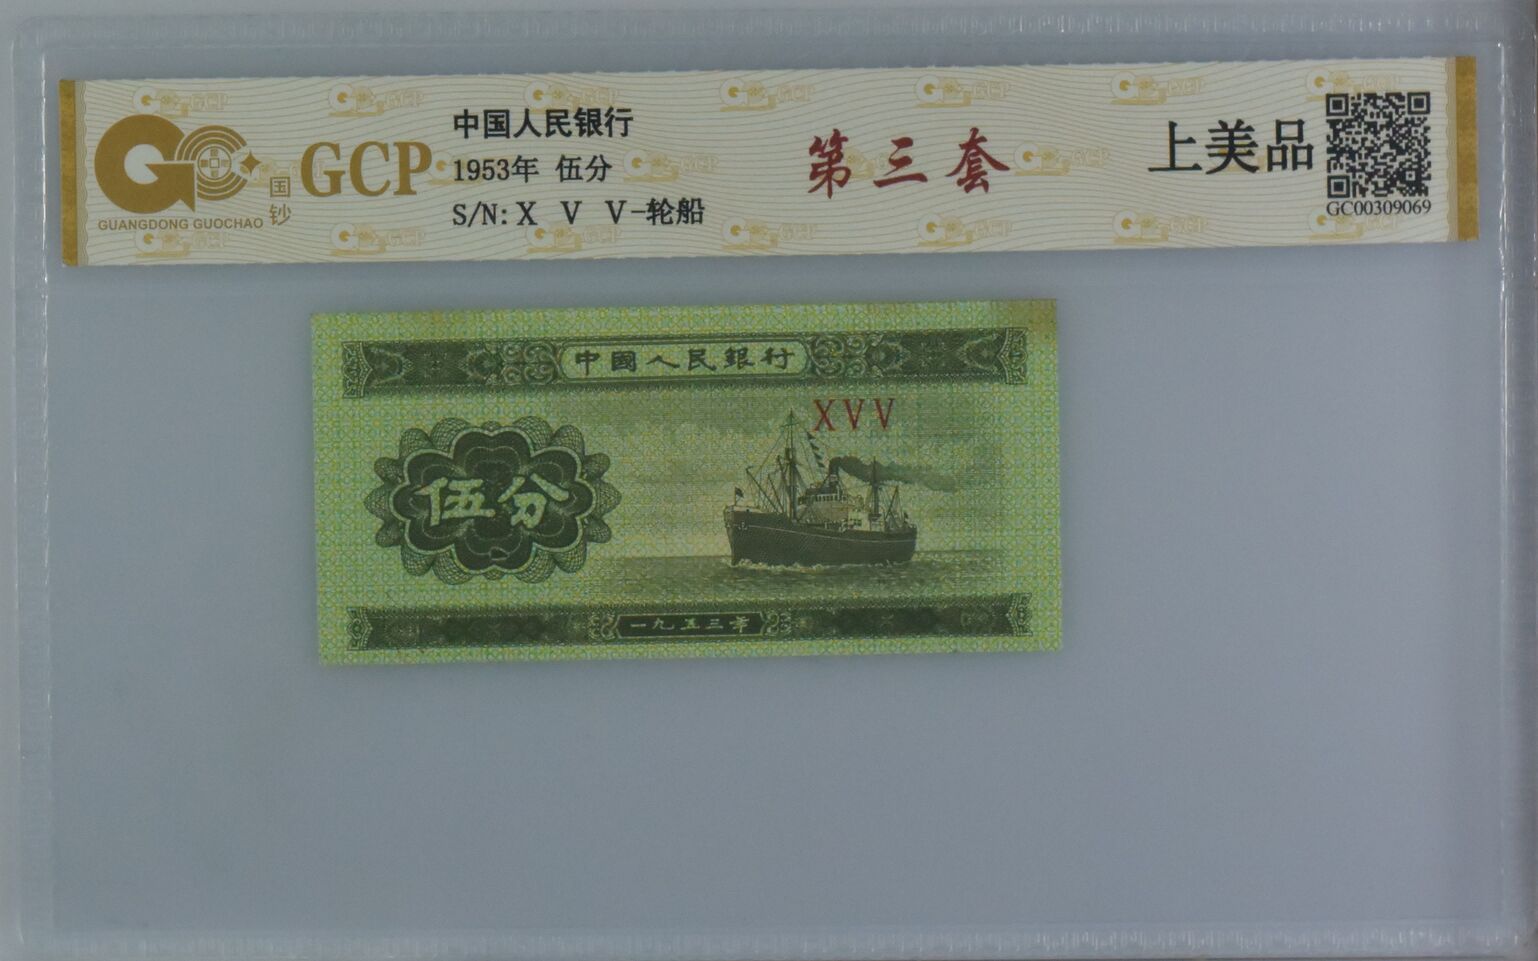 中国人民银行
1953年 伍分
S/N: X V V-轮船
GCP
国钞
GUANGDONG GUOCHAO
第三套
上美品
GC00309069
中國人民銀行
XVV
伍分
一九五三年